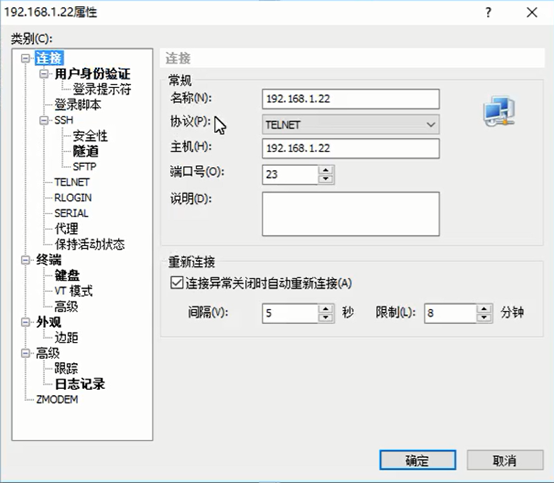 192.168.1.22属性
?
类别(C):
连接
用户身份验证
登录提示符
登录脚本
SSH
安全性
隧道
SFTP
TELNET
RLOGIN
SERIAL
代理
保持活动状态
终端
键盘
VT 模式
高级
外观
边距
高级
跟踪
日志记录
ZMODEM
连接
常规
名称(N): 192.168.1.22
协议(P): TELNET
主机(H): 192.168.1.22
端口号(O): 23
说明(D):
重新连接
连接异常关闭时自动重新连接(A)
间隔(V): 5 秒 限制(L): 8 分钟
确定 取消